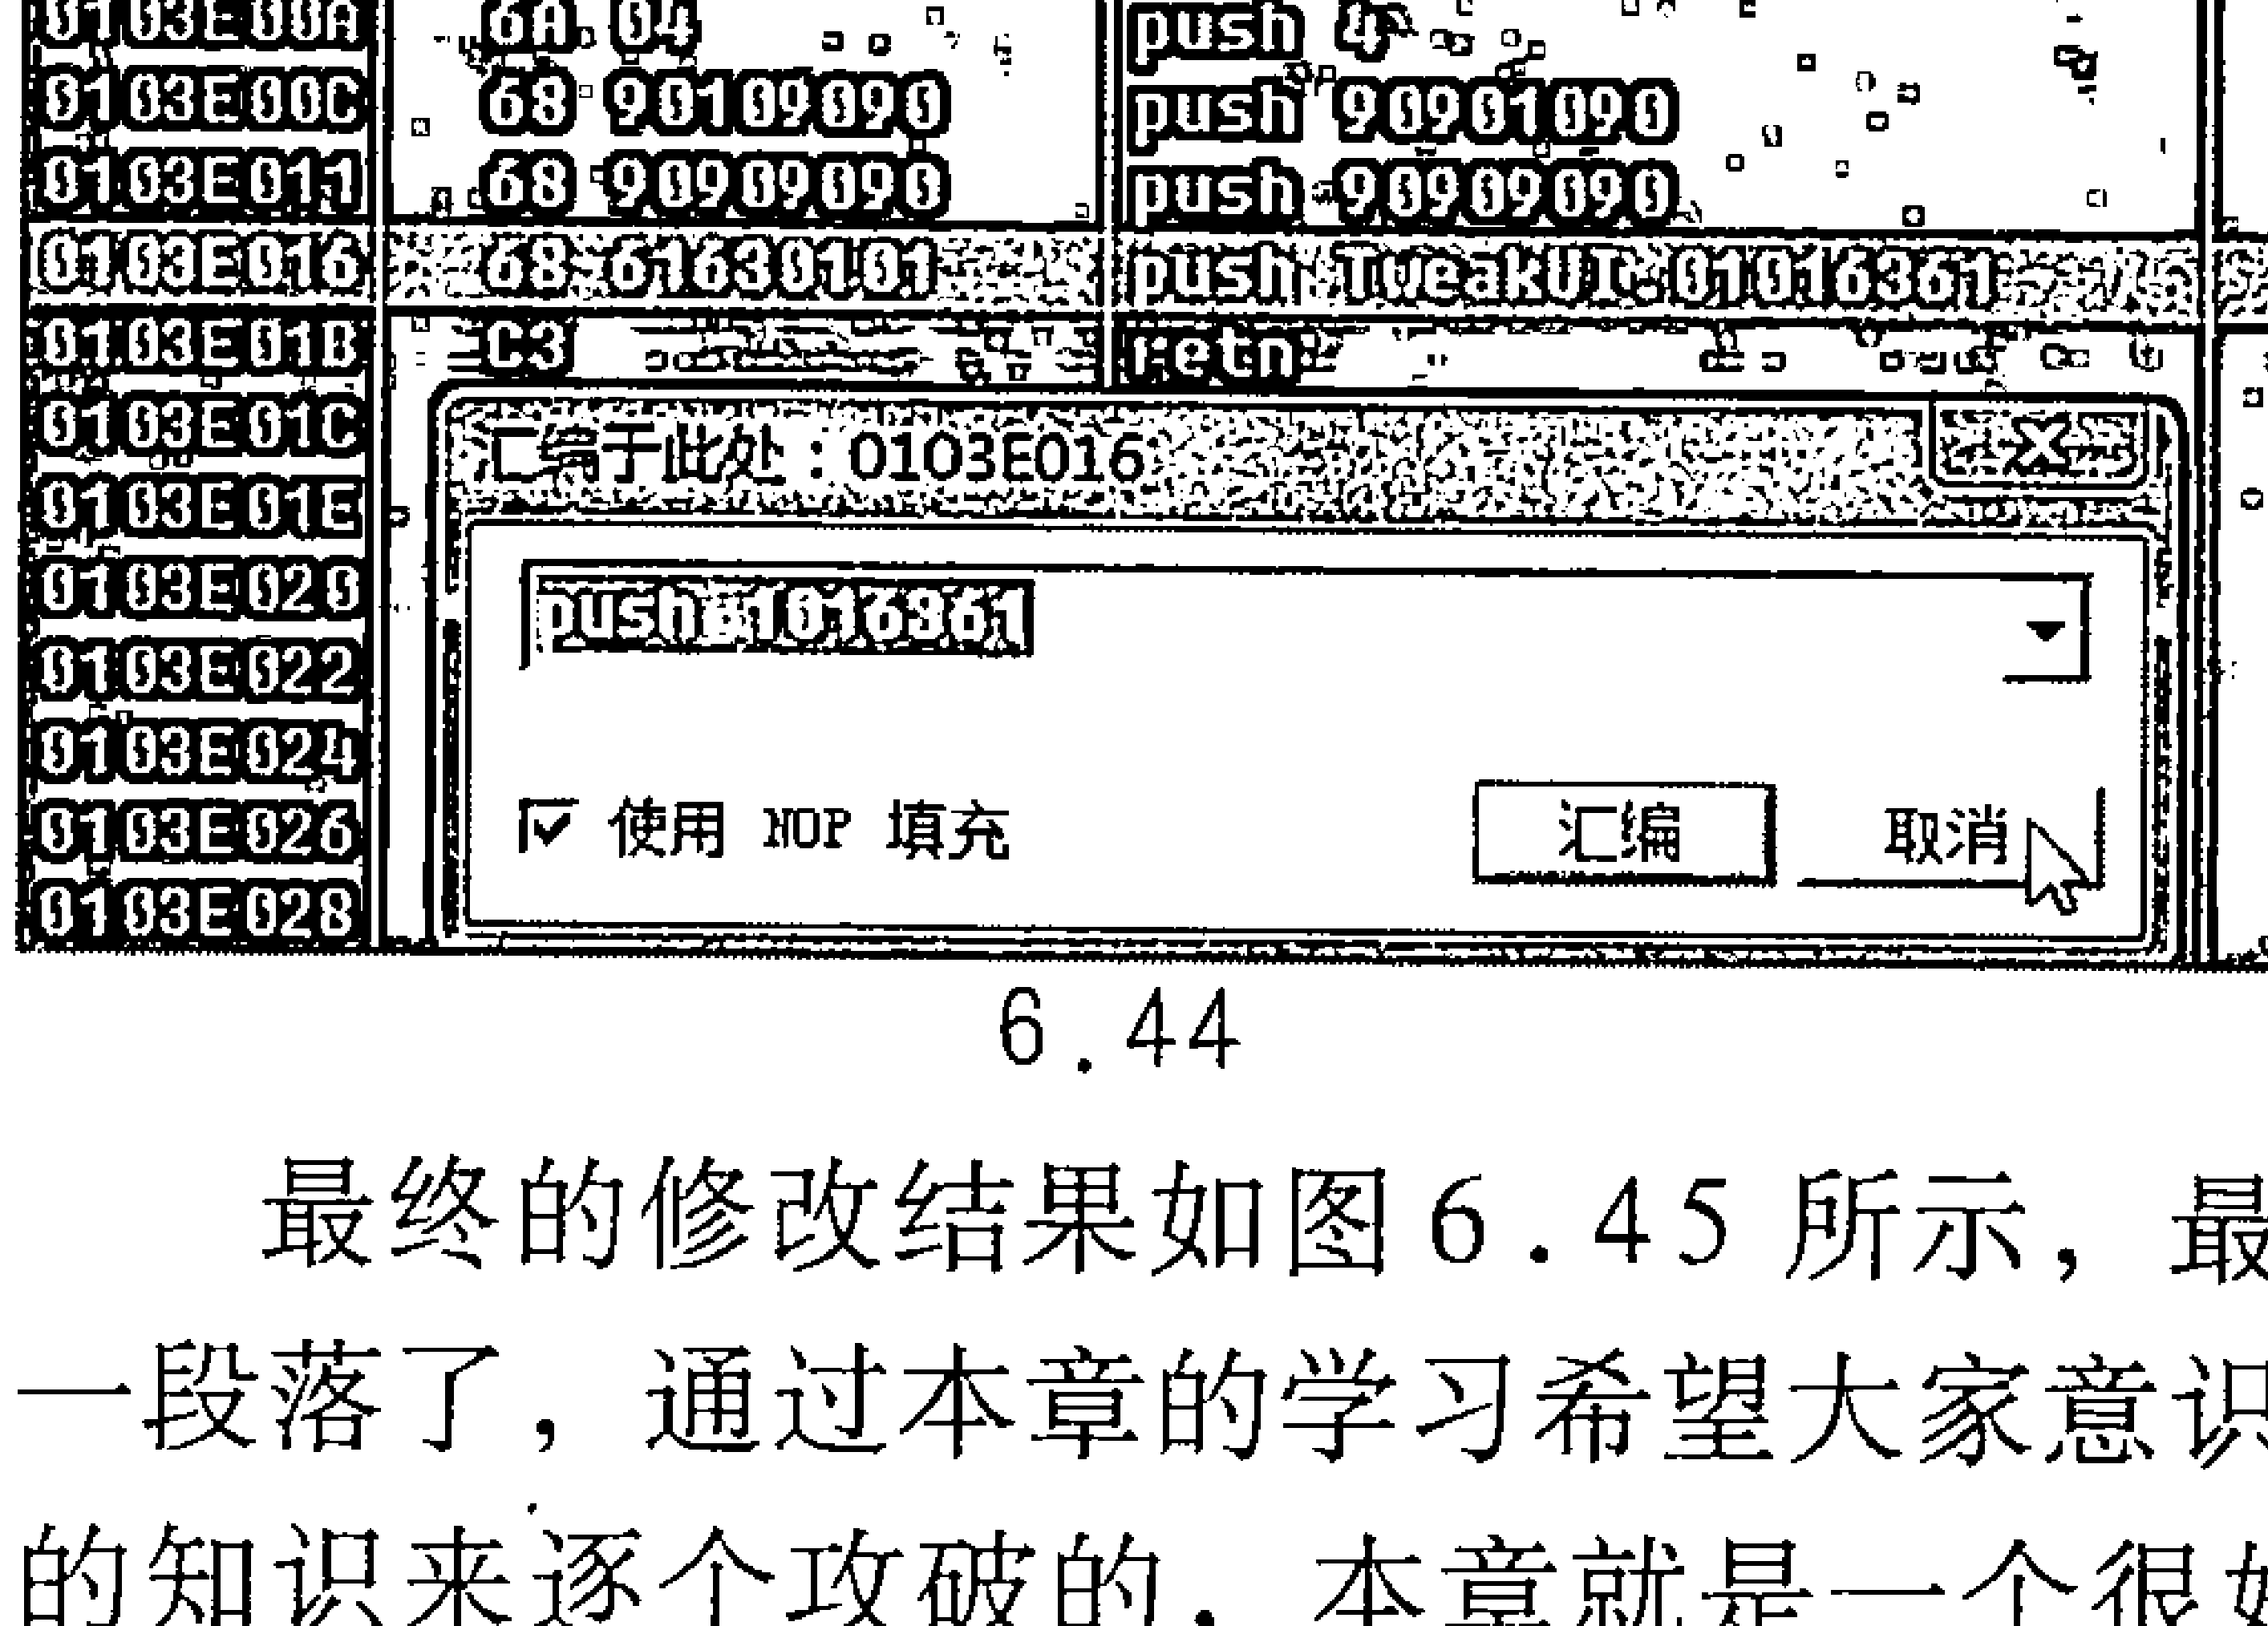 0103E00A 6A 04 push 4
0103E00C 68 90109090 push 90901090
0103E011 68 90909090 push 90909090
0103E016 68 61630101 push TweakUI.01016361
0103E01B C3 retn
0103E01C
汇编于此处：0103E016
0103E01E
0103E020
push 1016361
0103E022
0103E024
0103E026
使用 NOP 填充 汇编 取消
0103E028
6.44
最终的修改结果如图6.45所示，最
一段落了，通过本章的学习希望大家意识
的知识来逐个攻破的，本章就是一个很好